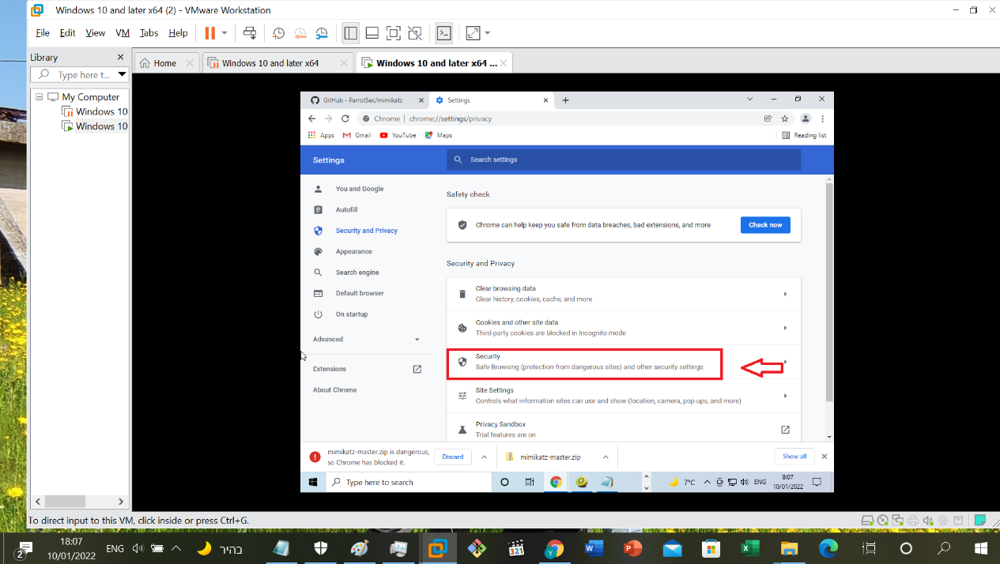 Windows 10 and later x64 (2) - VMware Workstation
File Edit View VM Tabs Help
Library
Type here t...
My Computer
Windows 10
Windows 10
Home
Windows 10 and later x64
Windows 10 and later x64 ...
GitHub - ParrotSec/mimikatz
Settings
Chrome | chrome://settings/privacy
Apps Gmail YouTube Maps Reading list
Settings
Search settings
You and Google
Autofill
Security and Privacy
Appearance
Search engine
Default browser
On startup
Advanced
Extensions
About Chrome
Safety check
Chrome can help keep you safe from data breaches, bad extensions, and more
Check now
Security and Privacy
Clear browsing data
Clear history, cookies, cache, and more
Cookies and other site data
Third-party cookies are blocked in Incognito mode
Security
Safe Browsing (protection from dangerous sites) and other security settings
Site Settings
Controls what information sites can use and show (location, camera, pop-ups, and more)
Privacy Sandbox
Trial features are on
mimikatz-master.zip is dangerous,
so Chrome has blocked it.
Discard
mimikatz-master.zip
Show all
Type here to search
7°C
ENG
8:07
10/01/2022
To direct input to this VM, click inside or press Ctrl+G.
2
18:07
10/01/2022
ENG
בהיר
321